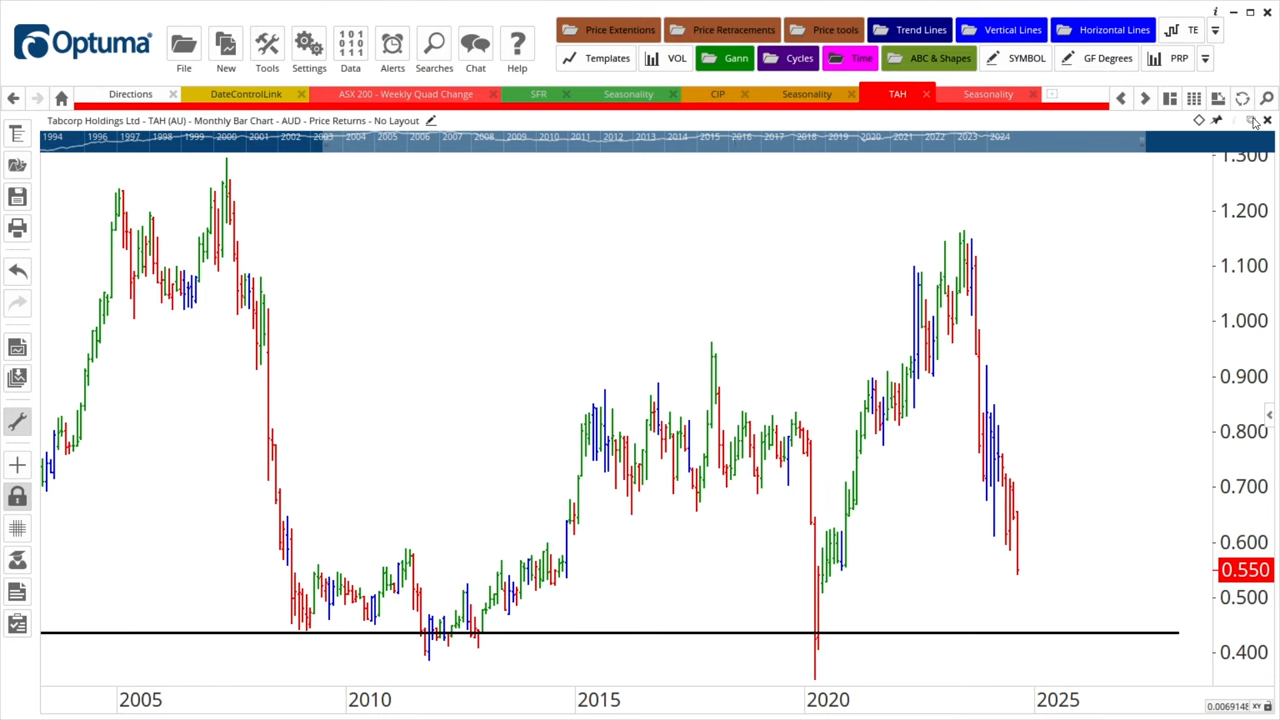 i
Optuma
File
New
Tools
Settings
Data
Alerts
Searches
Chat
Help
Price Extentions
Price Retracements
Price tools
Trend Lines
Vertical Lines
Horizontal Lines
TE
Templates
VOL
Gann
Cycles
Time
ABC & Shapes
SYMBOL
GF Degrees
PRP
Directions
DateControlLink
ASX 200 - Weekly Quad Change
SFR
Seasonality
CIP
Seasonality
TAH
Seasonality
Tabcorp Holdings Ltd - TAH (AU) - Monthly Bar Chart - AUD - Price Returns - No Layout
1994 1996 1997 1998 1999 2000 2001 2002 2003 2004 2005 2006 2007 2008 2009 2010 2011 2012 2013 2014 2015 2016 2017 2018 2019 2020 2021 2022 2023 2024
1.300
1.200
1.100
1.000
0.900
0.800
0.700
0.600
0.550
0.500
0.400
2005 2010 2015 2020 2025
0.0069148 XY